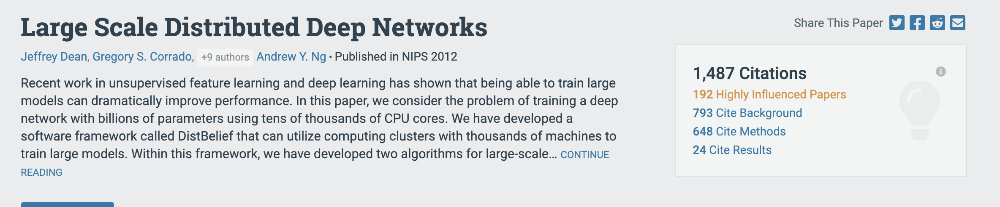 Large Scale Distributed Deep Networks
Jeffrey Dean, Gregory S. Corrado, +9 authors Andrew Y. Ng • Published in NIPS 2012
Recent work in unsupervised feature learning and deep learning has shown that being able to train large
models can dramatically improve performance. In this paper, we consider the problem of training a deep
network with billions of parameters using tens of thousands of CPU cores. We have developed a
software framework called DistBelief that can utilize computing clusters with thousands of machines to
train large models. Within this framework, we have developed two algorithms for large-scale… CONTINUE
READING
Share This Paper
1,487 Citations
192 Highly Influenced Papers
793 Cite Background
648 Cite Methods
24 Cite Results